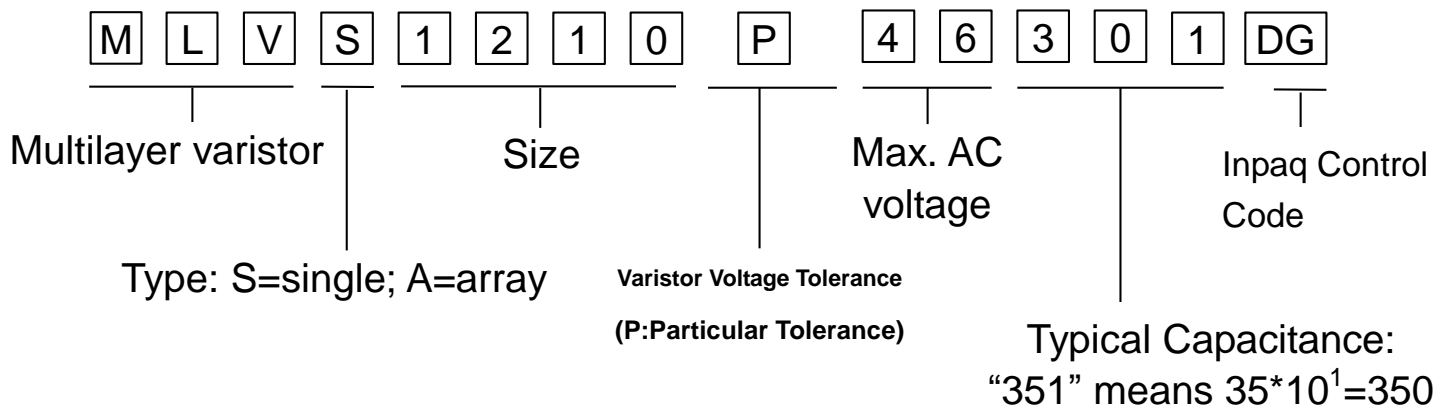 M L V S 1 2 1 0 P 4 6 3 0 1 DG
Multilayer varistor
Size
Max. AC
voltage
Inpaq Control
Code
Type: S=single; A=array
Varistor Voltage Tolerance
(P:Particular Tolerance)
Typical Capacitance:
“351” means 35*10¹=350